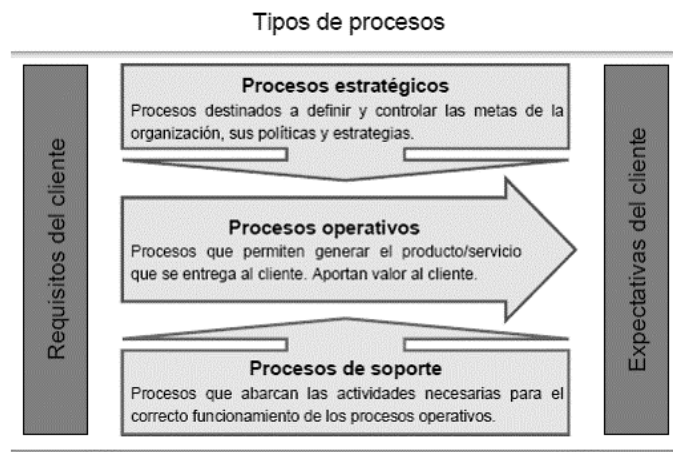 Tipos de procesos
Requisitos del cliente
Procesos estratégicos
Procesos destinados a definir y controlar las metas de la
organización, sus políticas y estrategias.
Procesos operativos
Procesos que permiten generar el producto/servicio
que se entrega al cliente. Aportan valor al cliente.
Procesos de soporte
Procesos que abarcan las actividades necesarias para el
correcto funcionamiento de los procesos operativos.
Expectativas del cliente